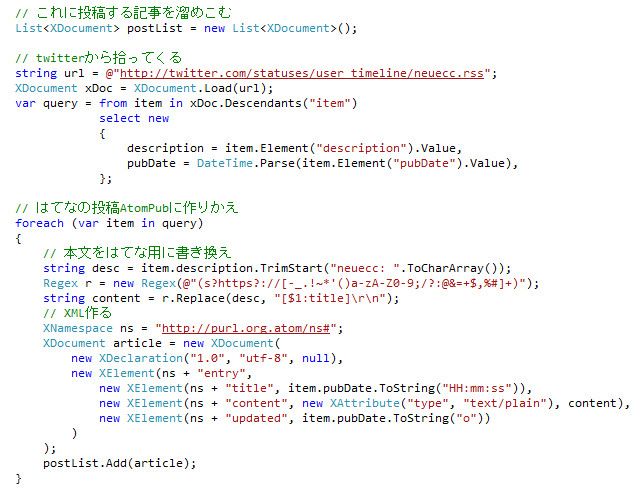 // これに投稿する記事を溜めこむ
List<XDocument> postList = new List<XDocument>();
// twitterから拾ってくる
string url = @"http://twitter.com/statuses/user_timeline/neuecc.rss";
XDocument xDoc = XDocument.Load(url);
var query = from item in xDoc.Descendants("item")
select new
{
description = item.Element("description").Value,
pubDate = DateTime.Parse(item.Element("pubDate").Value),
};
// はてなの投稿AtomPubに作りかえ
foreach (var item in query)
{
// 本文をはてな用に書き換え
string desc = item.description.TrimStart("neuecc: ".ToCharArray());
Regex r = new Regex(@"(s?https?://[-_.!~*'()a-zA-Z0-9;/?:@&=+$,%#]+)");
string content = r.Replace(desc, "[$1:title]\r\n");
// XML作る
XNamespace ns = "http://purl.org.atom/ns#";
XDocument article = new XDocument(
new XDeclaration("1.0", "utf-8", null),
new XElement(ns + "entry",
new XElement(ns + "title", item.pubDate.ToString("HH:mm:ss")),
new XElement(ns + "content", new XAttribute("type", "text/plain"), content),
new XElement(ns + "updated", item.pubDate.ToString("o"))
)
);
postList.Add(article);
}